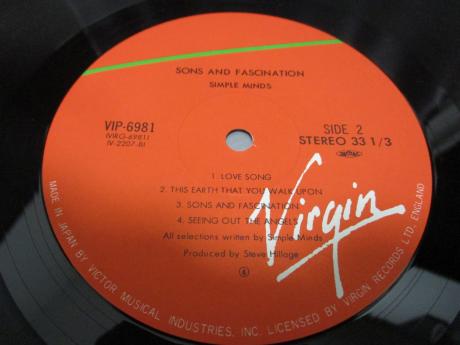 SONS AND FASCINATION
SIMPLE MINDS
VIP-6981
(VIRG-6981)
(V-2207-B)
SIDE 2
STEREO 33 1/3
1. LOVE SONG
2. THIS EARTH THAT YOU WALK UPON
3. SONS AND FASCINATION
4. SEEING OUT THE ANGELS
All selections written by Simple Minds
Produced by Steve Hillage
Virgin
MADE IN JAPAN BY VICTOR MUSICAL INDUSTRIES, INC. LICENSED BY VIRGIN RECORDS LTD. ENGLAND